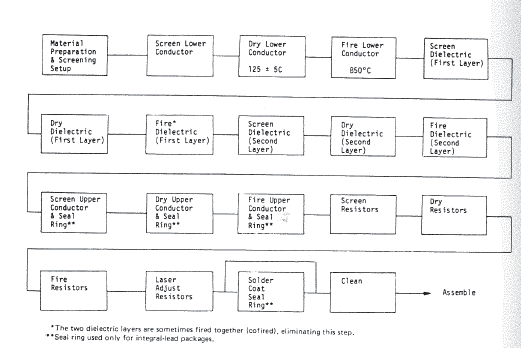 Material
Preparation
& Screening
Setup
Screen Lower
Conductor
Dry Lower
Conductor
125 ± 5C
Fire Lower
Conductor
850°C
Screen
Dielectric
(First Layer)
Dry
Dielectric
(First Layer)
Fire*
Dielectric
(First Layer)
Screen
Dielectric
(Second
Layer)
Dry
Dielectric
(Second
Layer)
Fire
Dielectric
(Second
Layer)
Screen Upper
Conductor
& Seal
Ring**
Dry Upper
Conductor
& Seal
Ring**
Fire Upper
Conductor
& Seal
Ring**
Screen
Resistors
Dry
Resistors
Fire
Resistors
Laser
Adjust
Resistors
Solder
Coat
Seal
Ring**
Clean
Assemble
*The two dielectric layers are sometimes fired together (cofired), eliminating this step.
**Seal ring used only for integral-lead packages.